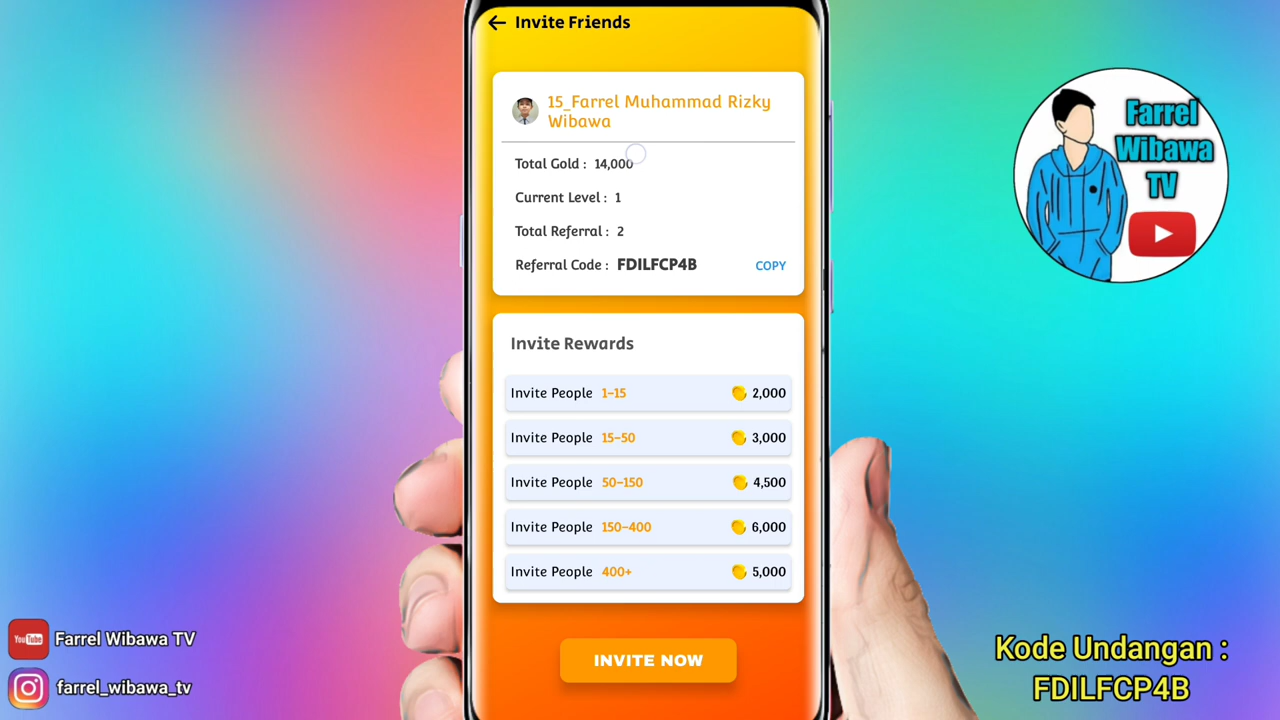 Invite Friends
15_Farrel Muhammad Rizky
Wibawa
Total Gold : 14,000
Current Level : 1
Total Referral : 2
Referral Code : FDILFCP4B COPY
Invite Rewards
Invite People 1-15 2,000
Invite People 15-50 3,000
Invite People 50-150 4,500
Invite People 150-400 6,000
Invite People 400+ 5,000
INVITE NOW
Farrel
Wibawa
TV
YouTube Farrel Wibawa TV
farrel_wibawa_tv
Kode Undangan :
FDILFCP4B